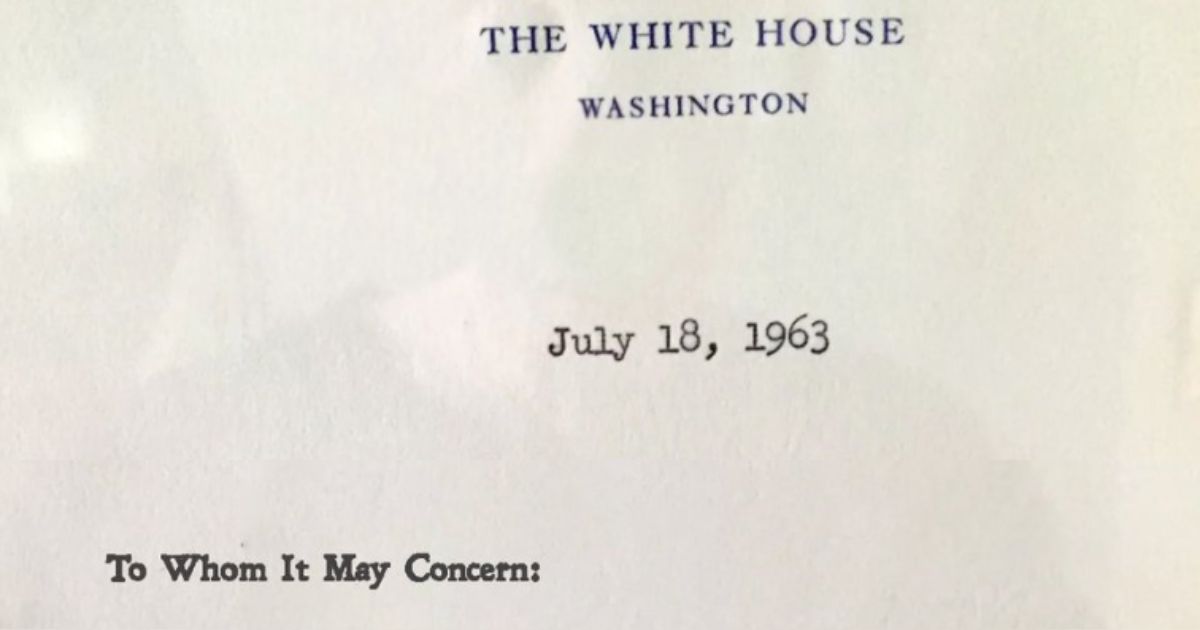 THE WHITE HOUSE
WASHINGTON
July 18, 1963
To Whom It May Concern: